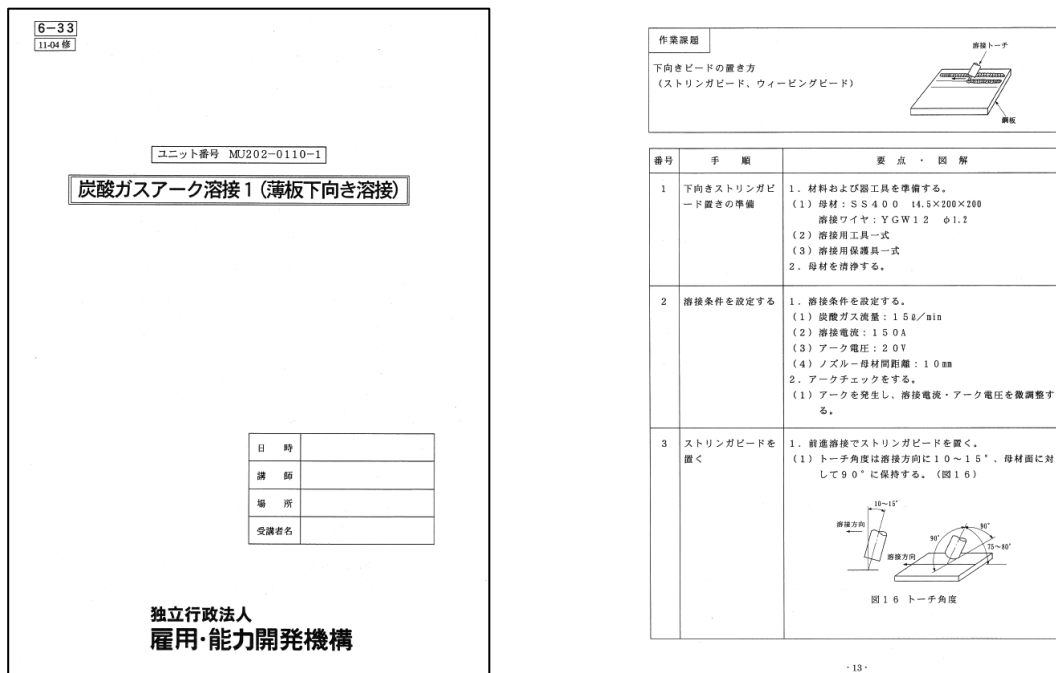 6-33
11-04 修
ユニット番号 MU202-0110-1
炭酸ガスアーク溶接1(薄板下向き溶接)
日 時
講 師
場 所
受講者名
独立行政法人
雇用・能力開発機構
作業課題
下向きビードの置き方
(ストリンガビード、ウィービングビード)
溶接トーチ
鋼板
番号 手 順 要 点 ・ 図 解
1 下向きストリンガビ
ード置きの準備
1.材料および器工具を準備する。
(1)母材:SS400 t4.5×200×200
溶接ワイヤ:YGW12 φ1.2
(2)溶接用工具一式
(3)溶接用保護具一式
2.母材を清浄する。
2 溶接条件を設定する
1.溶接条件を設定する。
(1)炭酸ガス流量:15ℓ/min
(2)溶接電流:150A
(3)アーク電圧:20V
(4)ノズル-母材間距離:10mm
2.アークチェックをする。
(1)アークを発生し、溶接電流・アーク電圧を微調整す
る。
3 ストリンガビードを
置く
1.前進溶接でストリンガビードを置く。
(1)トーチ角度は溶接方向に10~15°、母材面に対
して90°に保持する。(図16)
10~15°
溶接方向
90°
90°
75~80°
溶接方向
図16 トーチ角度
- 13 -